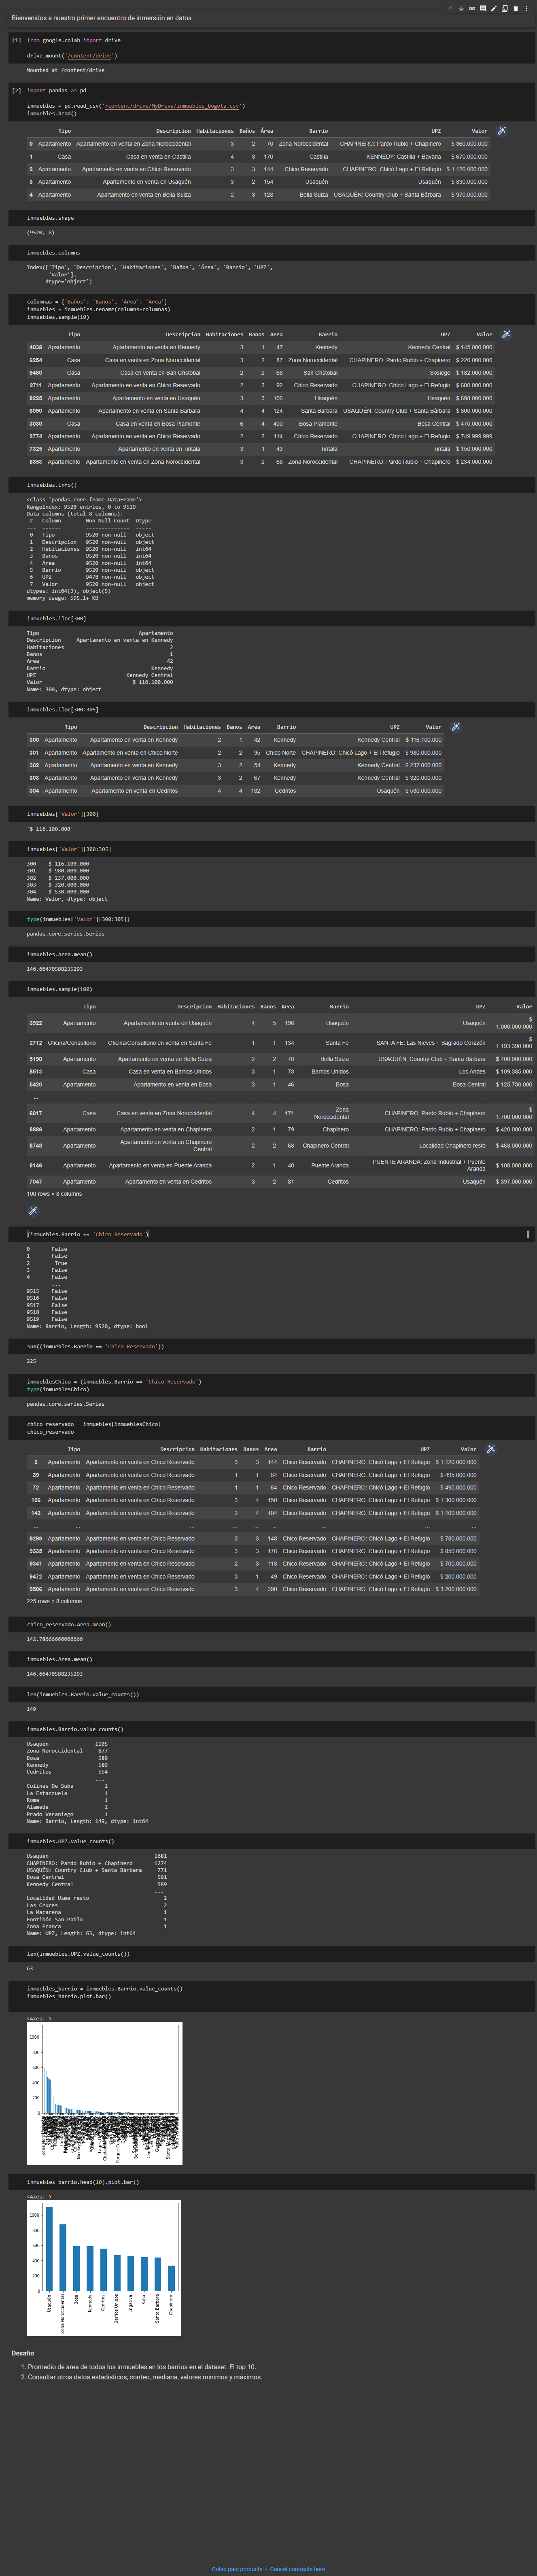 Bienvenidos a nuestro primer encuentro de inmersión en datos
[1] from google.colab import drive
drive.mount('/content/drive')
Mounted at /content/drive
[2] import pandas as pd
inmuebles = pd.read_csv('/content/drive/MyDrive/inmuebles_bogota.csv')
inmuebles.head()
Tipo Descripcion Habitaciones Baños Área Barrio UPZ Valor
0 Apartamento Apartamento en venta en Zona Noroccidental 3 2 70 Zona Noroccidental CHAPINERO: Pardo Rubio + Chapinero $ 360.000.000
1 Casa Casa en venta en Castilla 4 3 170 Castilla KENNEDY: Castilla + Bavaria $ 670.000.000
2 Apartamento Apartamento en venta en Chico Reservado 3 3 144 Chico Reservado CHAPINERO: Chicó Lago + El Refugio $ 1.120.000.000
3 Apartamento Apartamento en venta en Usaquén 3 2 154 Usaquén Usaquén $ 890.000.000
4 Apartamento Apartamento en venta en Bella Suiza 2 3 128 Bella Suiza USAQUÉN: Country Club + Santa Bárbara $ 970.000.000
inmuebles.shape
(9520, 8)
inmuebles.columns
Index(['Tipo', 'Descripcion', 'Habitaciones', 'Baños', 'Área', 'Barrio', 'UPZ',
'Valor'],
dtype='object')
columnas = {'Baños': 'Banos', 'Área': 'Area'}
inmuebles = inmuebles.rename(columns=columnas)
inmuebles.sample(10)
Tipo Descripcion Habitaciones Banos Area Barrio UPZ Valor
4038 Apartamento Apartamento en venta en Kennedy 3 1 47 Kennedy Kennedy Central $ 145.000.000
6254 Casa Casa en venta en Zona Noroccidental 3 2 87 Zona Noroccidental CHAPINERO: Pardo Rubio + Chapinero $ 220.000.000
9460 Casa Casa en venta en San Cristobal 2 2 68 San Cristobal Sosiego $ 182.000.000
2711 Apartamento Apartamento en venta en Chico Reservado 2 3 92 Chico Reservado CHAPINERO: Chicó Lago + El Refugio $ 680.000.000
8225 Apartamento Apartamento en venta en Usaquén 3 3 106 Usaquén Usaquén $ 698.000.000
6090 Apartamento Apartamento en venta en Santa Barbara 4 4 124 Santa Barbara USAQUÉN: Country Club + Santa Bárbara $ 600.000.000
3030 Casa Casa en venta en Bosa Piamonte 6 4 400 Bosa Piamonte Bosa Central $ 470.000.000
2774 Apartamento Apartamento en venta en Chico Reservado 2 2 114 Chico Reservado CHAPINERO: Chicó Lago + El Refugio $ 749.999.999
7325 Apartamento Apartamento en venta en Tintala 3 1 43 Tintala Tintala $ 150.000.000
8353 Apartamento Apartamento en venta en Zona Noroccidental 3 2 68 Zona Noroccidental CHAPINERO: Pardo Rubio + Chapinero $ 234.000.000
inmuebles.info()
<class 'pandas.core.frame.DataFrame'>
RangeIndex: 9520 entries, 0 to 9519
Data columns (total 8 columns):
# Column Non-Null Count Dtype
--- ------ -------------- -----
0 Tipo 9520 non-null object
1 Descripcion 9520 non-null object
2 Habitaciones 9520 non-null int64
3 Banos 9520 non-null int64
4 Area 9520 non-null int64
5 Barrio 9520 non-null object
6 UPZ 9478 non-null object
7 Valor 9520 non-null object
dtypes: int64(3), object(5)
memory usage: 595.1+ KB
inmuebles.iloc[300]
Tipo Apartamento
Descripcion Apartamento en venta en Kennedy
Habitaciones 2
Banos 1
Area 42
Barrio Kennedy
UPZ Kennedy Central
Valor $ 116.100.000
Name: 300, dtype: object
inmuebles.iloc[300:305]
Tipo Descripcion Habitaciones Banos Area Barrio UPZ Valor
300 Apartamento Apartamento en venta en Kennedy 2 1 42 Kennedy Kennedy Central $ 116.100.000
301 Apartamento Apartamento en venta en Chico Norte 2 2 95 Chico Norte CHAPINERO: Chicó Lago + El Refugio $ 980.000.000
302 Apartamento Apartamento en venta en Kennedy 3 2 54 Kennedy Kennedy Central $ 237.000.000
303 Apartamento Apartamento en venta en Kennedy 3 2 67 Kennedy Kennedy Central $ 320.000.000
304 Apartamento Apartamento en venta en Cedritos 4 4 132 Cedritos Usaquén $ 530.000.000
inmuebles['Valor'][300]
'$ 116.100.000'
inmuebles['Valor'][300:305]
300 $ 116.100.000
301 $ 980.000.000
302 $ 237.000.000
303 $ 320.000.000
304 $ 530.000.000
Name: Valor, dtype: object
type(inmuebles['Valor'][300:305])
pandas.core.series.Series
inmuebles.Area.mean()
146.66470588235293
inmuebles.sample(100)
Tipo Descripcion Habitaciones Banos Area Barrio UPZ Valor
3922 Apartamento Apartamento en venta en Usaquén 4 5 196 Usaquén Usaquén $ 1.000.000.000
2712 Oficina/Consultorio Oficina/Consultorio en venta en Santa Fe 1 1 134 Santa Fe SANTA FE: Las Nieves + Sagrado Corazón $ 1.193.390.000
5190 Apartamento Apartamento en venta en Bella Suiza 2 2 78 Bella Suiza USAQUÉN: Country Club + Santa Bárbara $ 400.000.000
8513 Casa Casa en venta en Barrios Unidos 3 1 73 Barrios Unidos Los Andes $ 109.385.000
5420 Apartamento Apartamento en venta en Bosa 3 1 46 Bosa Bosa Central $ 125.730.000
... ... ... ... ... ... ... ... ...
6017 Casa Casa en venta en Zona Noroccidental 4 4 171 Zona Noroccidental CHAPINERO: Pardo Rubio + Chapinero $ 1.700.000.000
8886 Apartamento Apartamento en venta en Chapinero 2 1 79 Chapinero CHAPINERO: Pardo Rubio + Chapinero $ 420.000.000
8748 Apartamento Apartamento en venta en Chapinero Central 2 2 68 Chapinero Central Localidad Chapinero resto $ 463.000.000
9146 Apartamento Apartamento en venta en Puente Aranda 2 1 40 Puente Aranda PUENTE ARANDA: Zona Industrial + Puente Aranda $ 108.000.000
7047 Apartamento Apartamento en venta en Cedritos 3 2 81 Cedritos Usaquén $ 397.000.000
100 rows × 8 columns
(inmuebles.Barrio == 'Chico Reservado')
0 False
1 False
2 True
3 False
4 False
...
9515 False
9516 False
9517 False
9518 False
9519 False
Name: Barrio, Length: 9520, dtype: bool
sum((inmuebles.Barrio == 'Chico Reservado'))
225
inmueblesChico = (inmuebles.Barrio == 'Chico Reservado')
type(inmueblesChico)
pandas.core.series.Series
chico_reservado = inmuebles[inmueblesChico]
chico_reservado
Tipo Descripcion Habitaciones Banos Area Barrio UPZ Valor
2 Apartamento Apartamento en venta en Chico Reservado 3 3 144 Chico Reservado CHAPINERO: Chicó Lago + El Refugio $ 1.120.000.000
39 Apartamento Apartamento en venta en Chico Reservado 1 1 64 Chico Reservado CHAPINERO: Chicó Lago + El Refugio $ 495.000.000
72 Apartamento Apartamento en venta en Chico Reservado 1 1 64 Chico Reservado CHAPINERO: Chicó Lago + El Refugio $ 495.000.000
126 Apartamento Apartamento en venta en Chico Reservado 3 4 150 Chico Reservado CHAPINERO: Chicó Lago + El Refugio $ 1.300.000.000
143 Apartamento Apartamento en venta en Chico Reservado 2 4 104 Chico Reservado CHAPINERO: Chicó Lago + El Refugio $ 1.100.000.000
... ... ... ... ... ... ... ... ...
9299 Apartamento Apartamento en venta en Chico Reservado 3 3 148 Chico Reservado CHAPINERO: Chicó Lago + El Refugio $ 780.000.000
9335 Apartamento Apartamento en venta en Chico Reservado 3 3 176 Chico Reservado CHAPINERO: Chicó Lago + El Refugio $ 850.000.000
9341 Apartamento Apartamento en venta en Chico Reservado 2 3 118 Chico Reservado CHAPINERO: Chicó Lago + El Refugio $ 700.000.000
9472 Apartamento Apartamento en venta en Chico Reservado 3 1 49 Chico Reservado CHAPINERO: Chicó Lago + El Refugio $ 200.000.000
9506 Apartamento Apartamento en venta en Chico Reservado 3 4 390 Chico Reservado CHAPINERO: Chicó Lago + El Refugio $ 3.200.000.000
225 rows × 8 columns
chico_reservado.Area.mean()
142.78666666666666
inmuebles.Area.mean()
146.66470588235293
len(inmuebles.Barrio.value_counts())
149
inmuebles.Barrio.value_counts()
Usaquén 1105
Zona Noroccidental 877
Bosa 589
Kennedy 589
Cedritos 554
...
Colinas De Suba 1
La Estanzuela 1
Roma 1
Alameda 1
Prado Veraniego 1
Name: Barrio, Length: 149, dtype: int64
inmuebles.UPZ.value_counts()
Usaquén 1681
CHAPINERO: Pardo Rubio + Chapinero 1274
USAQUÉN: Country Club + Santa Bárbara 771
Bosa Central 591
Kennedy Central 589
...
Localidad Usme resto 2
Las Cruces 2
La Macarena 1
Fontibón San Pablo 1
Zona Franca 1
Name: UPZ, Length: 63, dtype: int64
len(inmuebles.UPZ.value_counts())
63
inmuebles_barrio = inmuebles.Barrio.value_counts()
inmuebles_barrio.plot.bar()
<Axes: >
1000
800
600
400
200
0
inmuebles_barrio.head(10).plot.bar()
<Axes: >
1000
800
600
400
200
0
Usaquén
Zona Noroccidental
Bosa
Kennedy
Cedritos
Barrios Unidos
Engativa
Suba
Santa Barbara
Chapinero
Desafio
1. Promedio de area de todos los inmuebles en los barrios en el dataset. El top 10.
2. Consultar otros datos estadisticos, conteo, mediana, valores minimos y máximos.
Colab paid products - Cancel contracts here